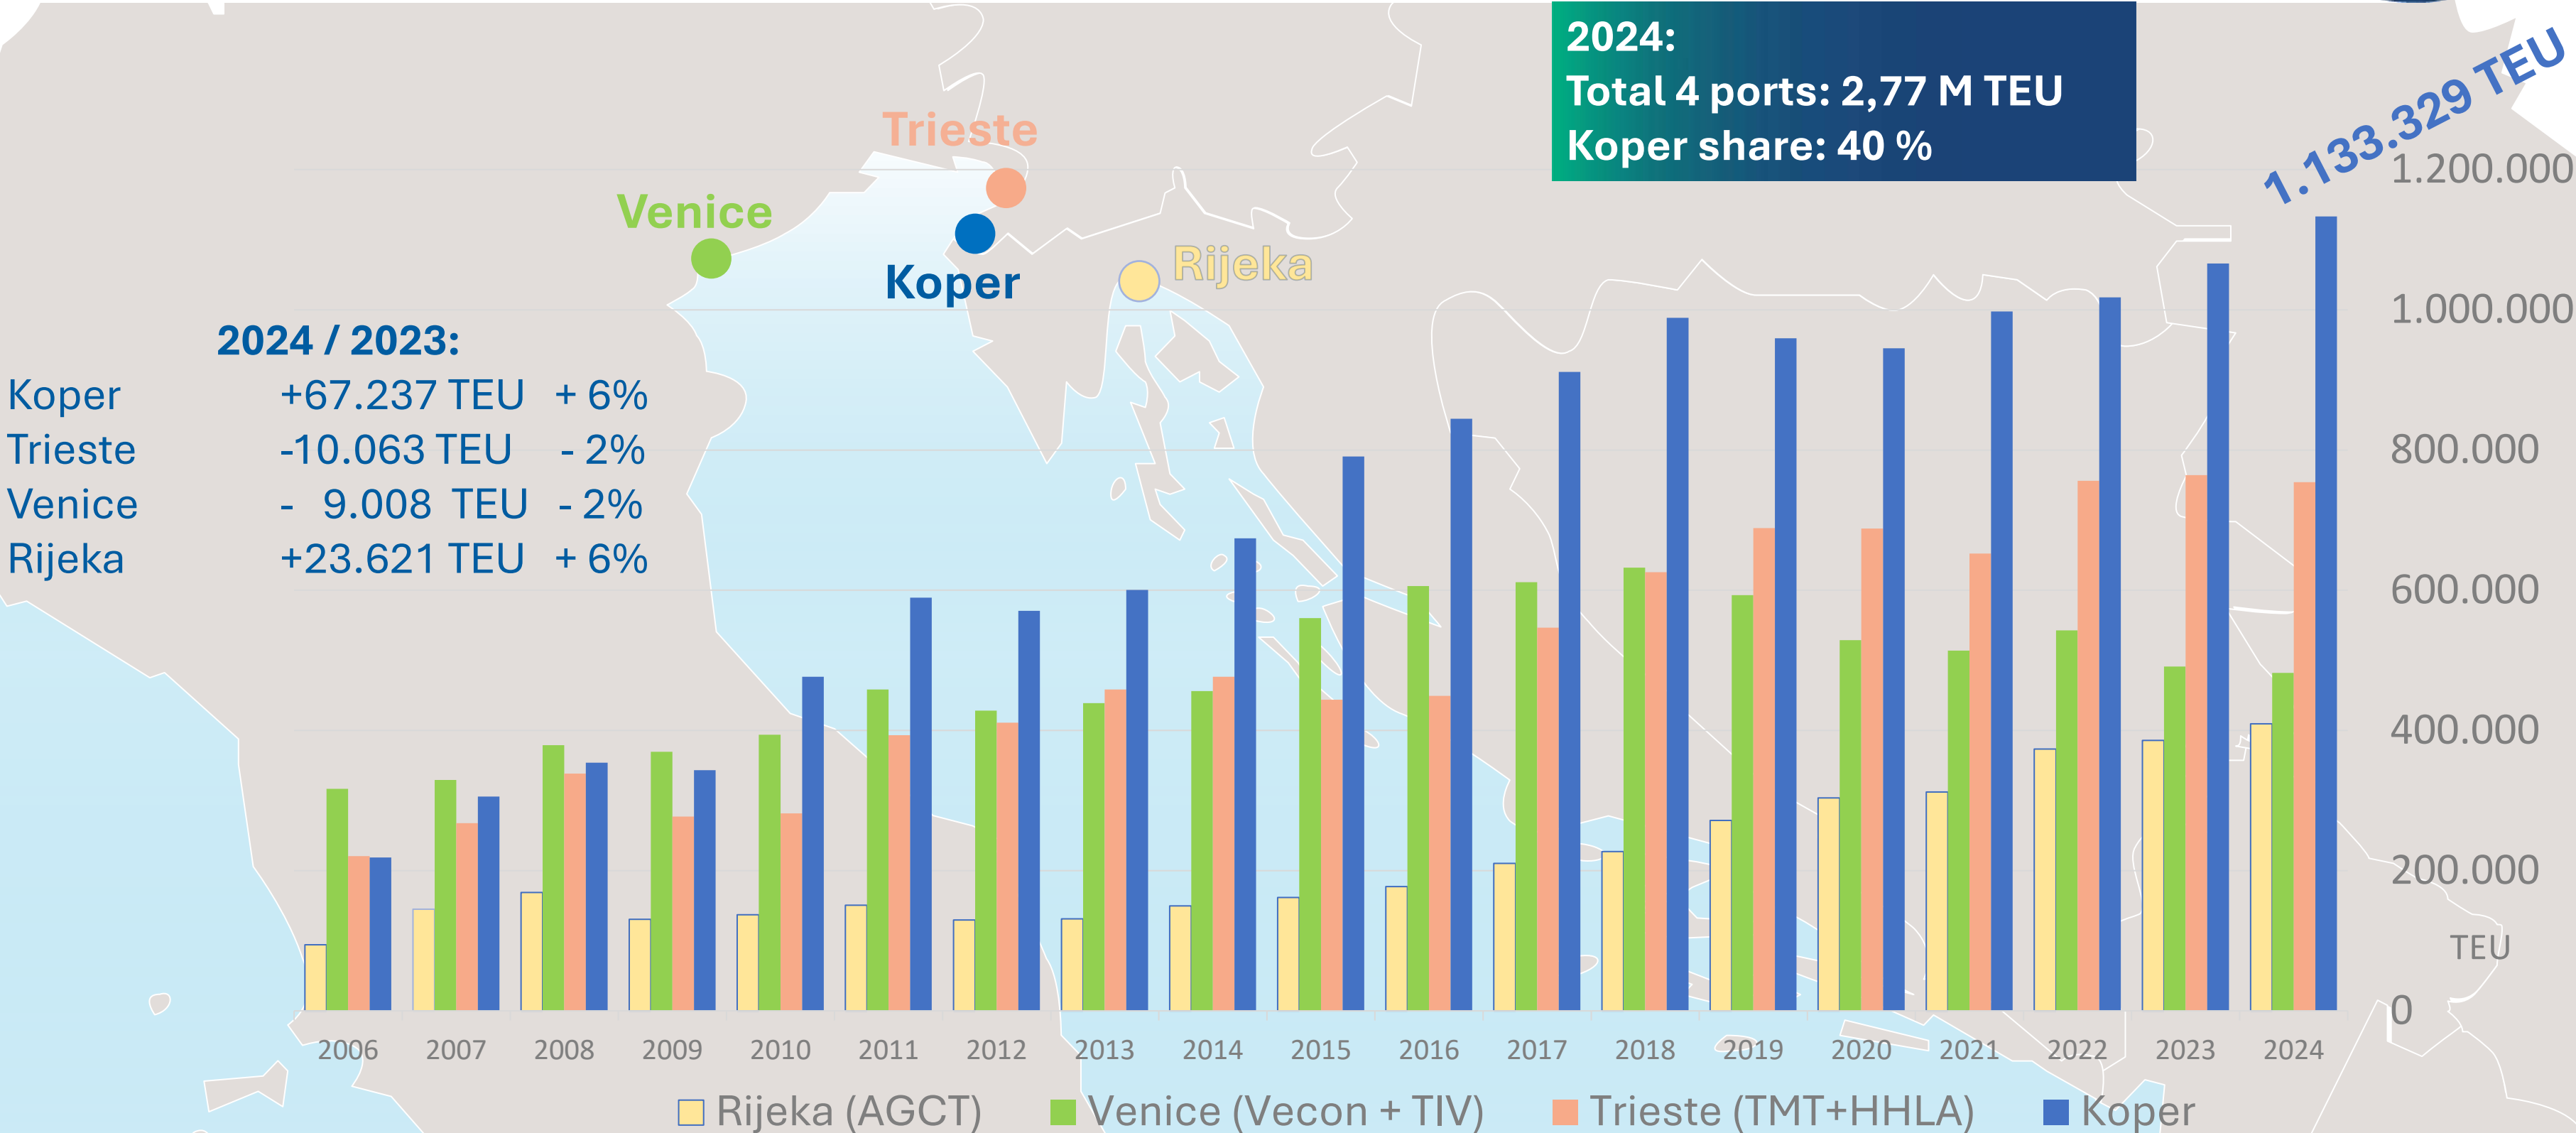 2024:
Total 4 ports: 2,77 M TEU
Koper share: 40 %
1.133.329 TEU
Trieste
Venice
Koper
Rijeka
2024 / 2023:
Koper +67.237 TEU + 6%
Trieste -10.063 TEU - 2%
Venice - 9.008 TEU - 2%
Rijeka +23.621 TEU + 6%
1.200.000
1.000.000
800.000
600.000
400.000
200.000
TEU
0
2006 2007 2008 2009 2010 2011 2012 2013 2014 2015 2016 2017 2018 2019 2020 2021 2022 2023 2024
Rijeka (AGCT) Venice (Vecon + TIV) Trieste (TMT+HHLA) Koper